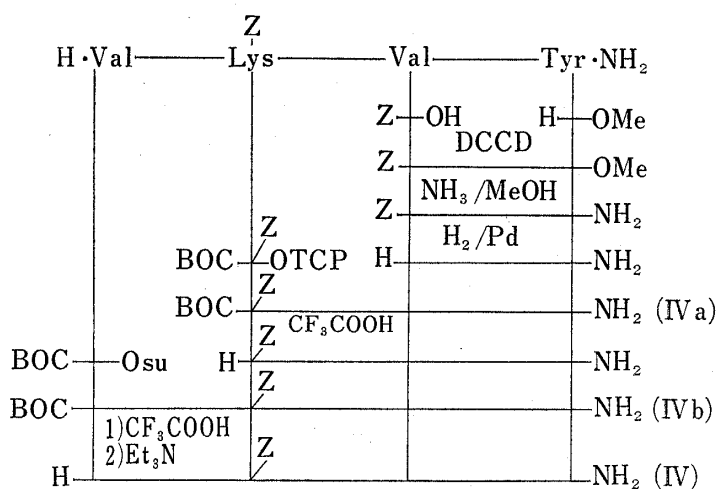 Z
H·Val Lys Val Tyr·NH₂
Z OH H OMe
DCCD
Z OMe
NH₃/MeOH
Z NH₂
H₂/Pd
Z
BOC OTCP H NH₂
Z
BOC NH₂ (IVa)
CF₃COOH
Z
BOC Osu H NH₂
Z
BOC NH₂ (IVb)
1)CF₃COOH
2)Et₃N
Z
H NH₂ (IV)